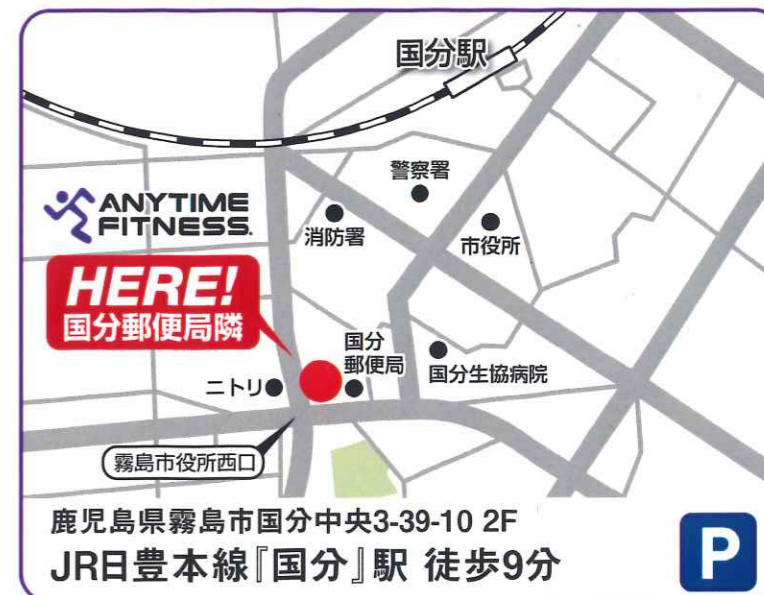 国分駅
警察署
消防署
市役所
ANYTIME
FITNESS.
HERE!
国分郵便局隣
国分
郵便局
国分生協病院
ニトリ
霧島市役所西口
鹿児島県霧島市国分中央3-39-10 2F
JR日豊本線『国分』駅 徒歩9分
P